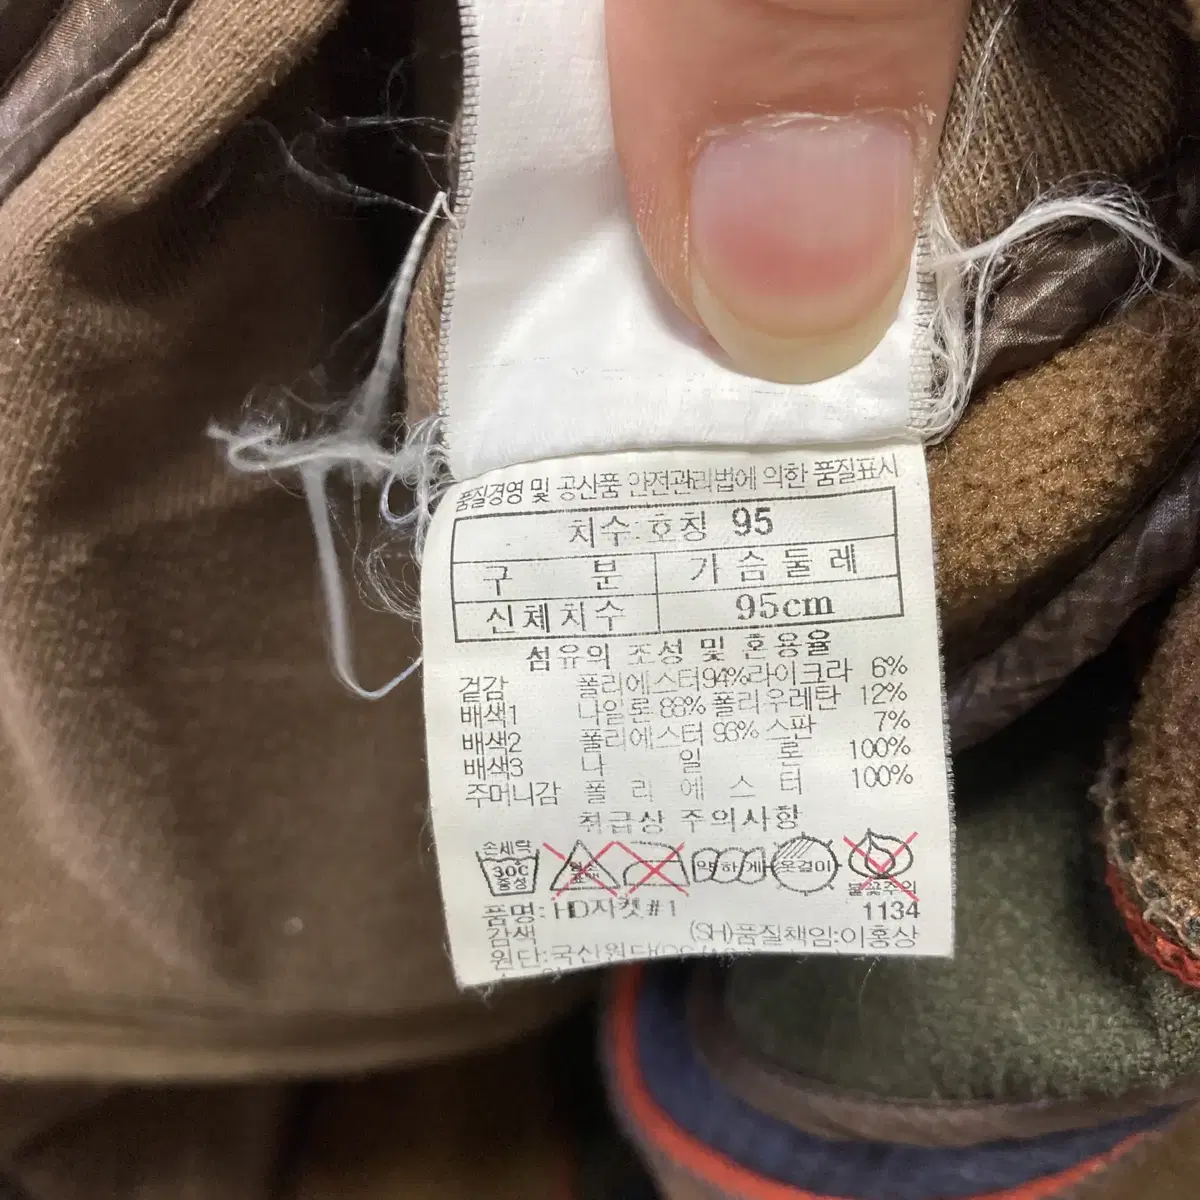 품질경영 및 공산품 안전관리법에 의한 품질표시
치수호칭 95
구 분 가슴둘레
신체치수 95cm
섬유의 조성 및 혼용율
겉감 폴리에스터94%라이크라 6%
배색1 나일론 88% 폴리우레탄 12%
배색2 폴리에스터 93% 스판 7%
배색3 나 일 론 100%
주머니감 폴 리 에 스 터 100%
취급상 주의사항
손세탁
30C
중성
약하게
옷걸이
불꽃주의
품명: HD자켓#1 1134
감색 (SH)품질책임:이홍상
원단:국신원단